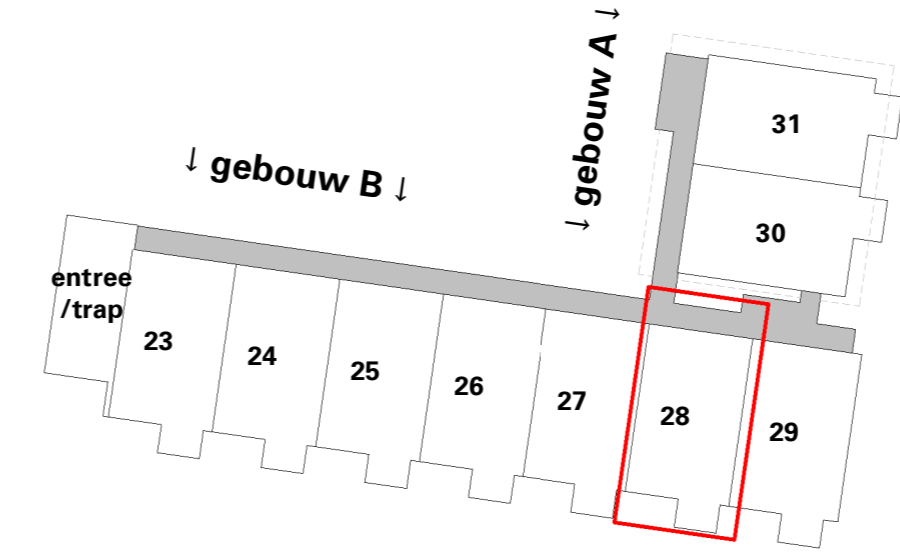 → gebouw A →
↓ gebouw B ↓
31
30
entree
/trap
23
24
25
26
27
28
29